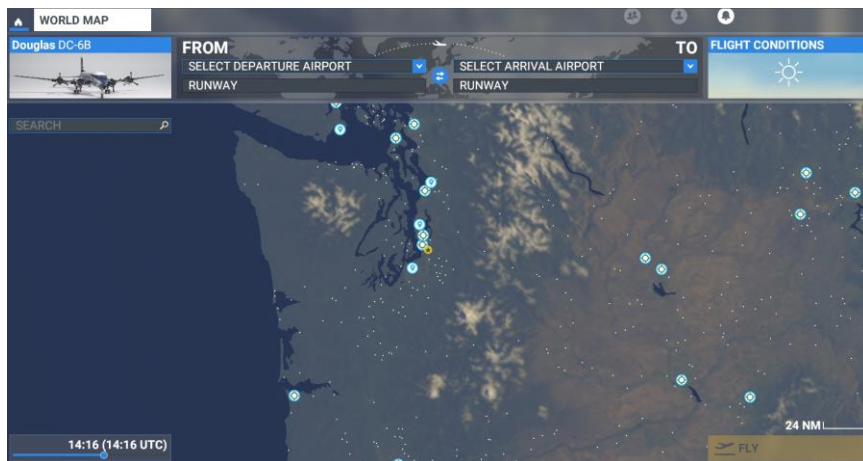 WORLD MAP
Douglas DC-6B
FROM
TO
SELECT DEPARTURE AIRPORT
SELECT ARRIVAL AIRPORT
RUNWAY
RUNWAY
FLIGHT CONDITIONS
SEARCH
24 NM
14:16 (14:16 UTC)
FLY